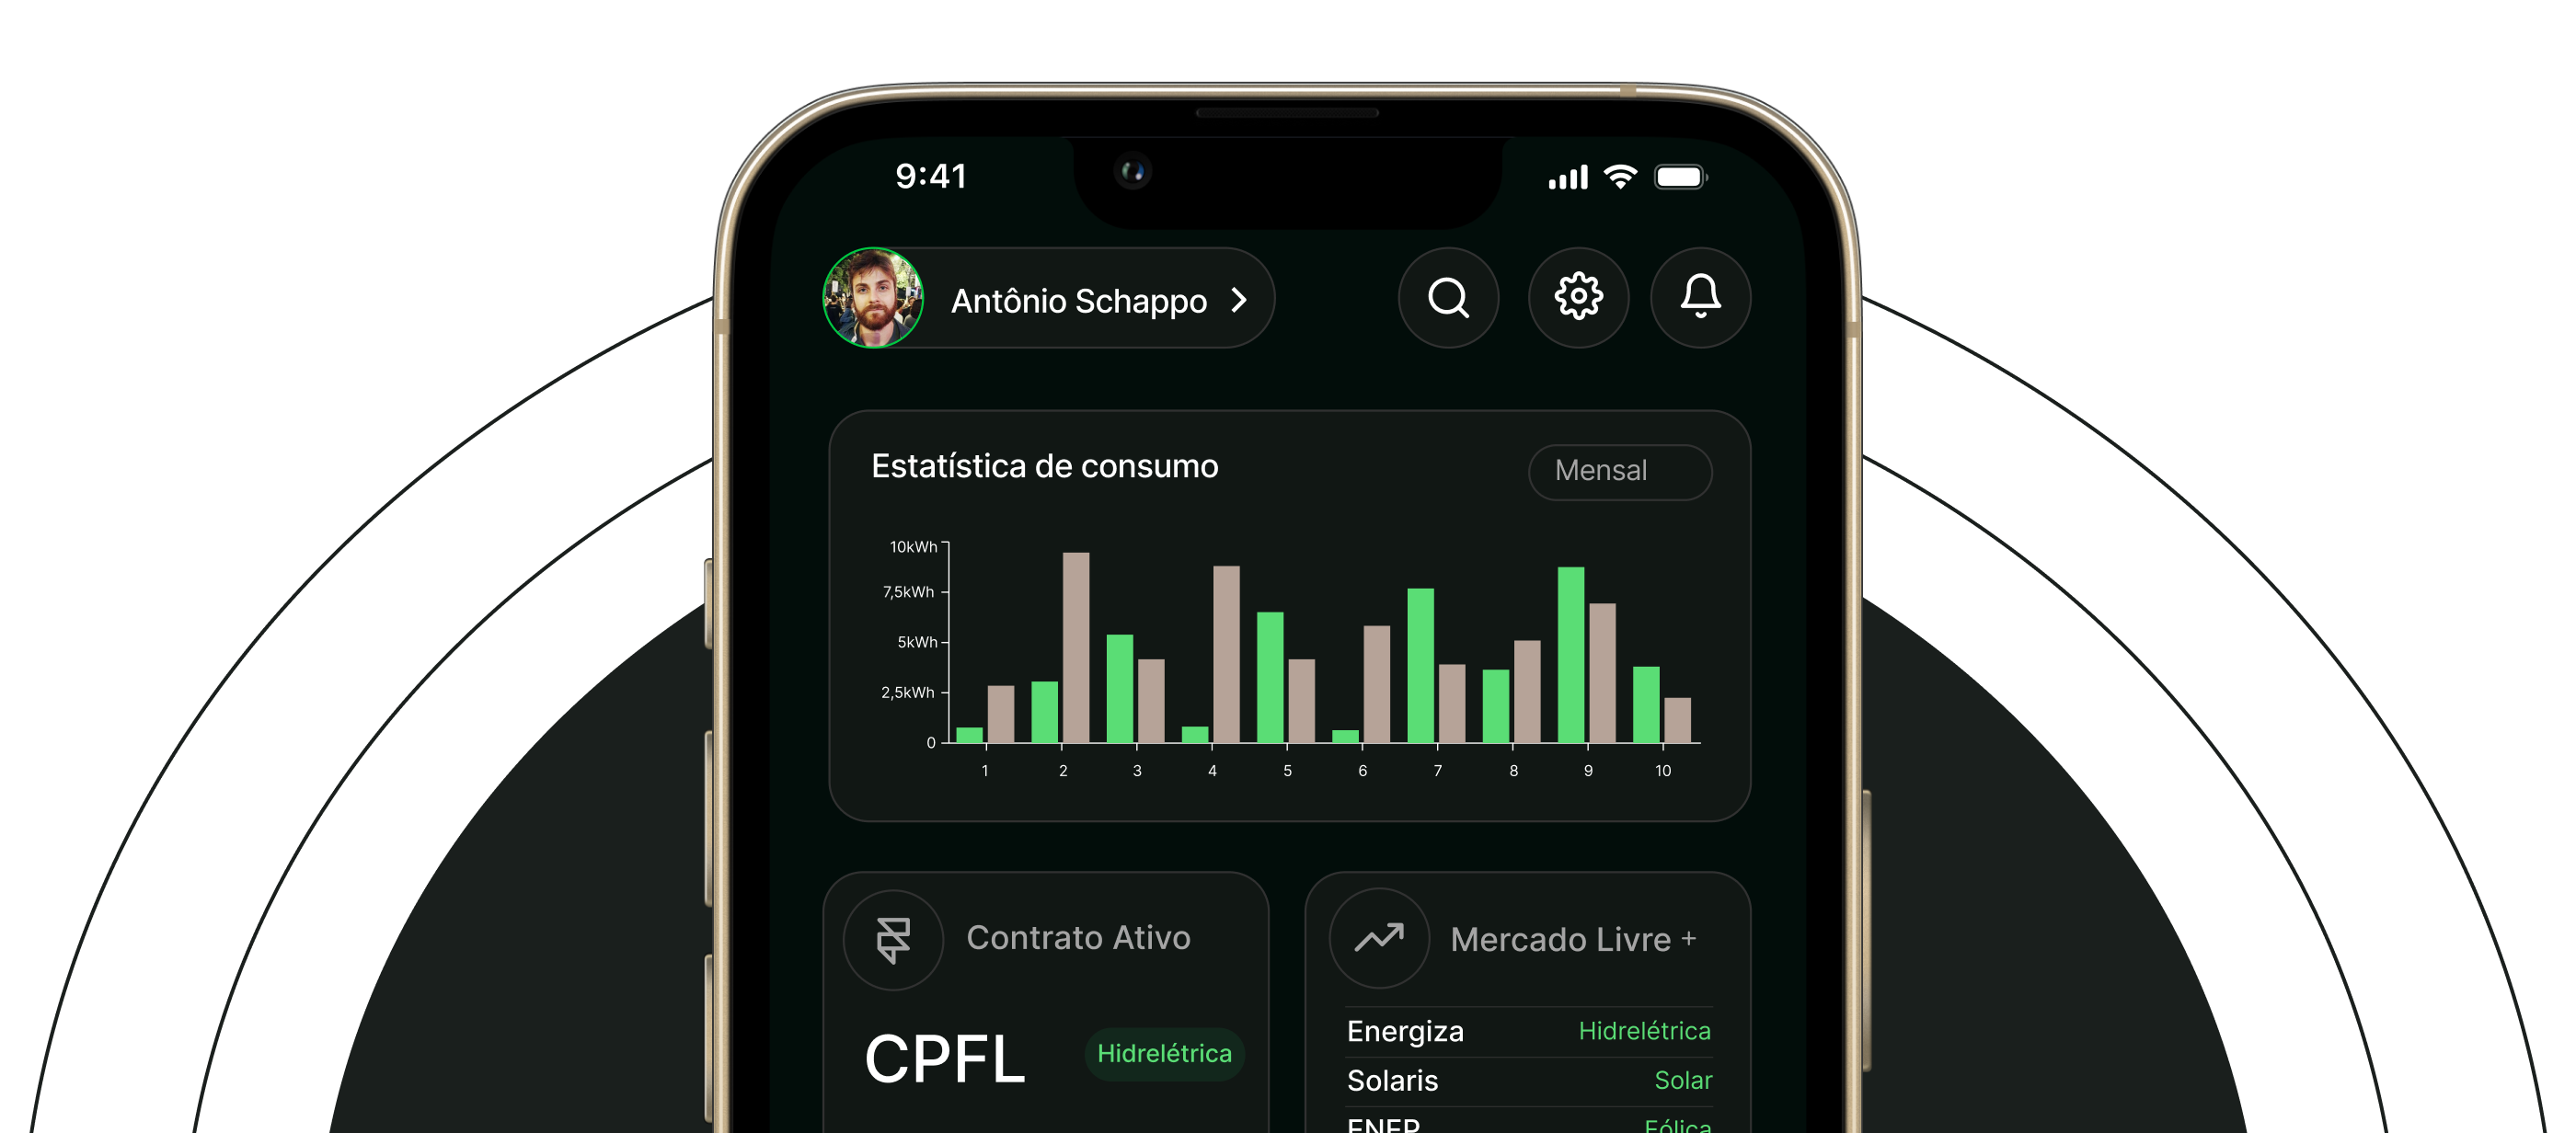 9:41
Antônio Schappo
Estatística de consumo
Mensal
10kWh
7,5kWh
5kWh
2,5kWh
0
1 2 3 4 5 6 7 8 9 10
Contrato Ativo
CPFL
Hidrelétrica
Mercado Livre +
Energiza Hidrelétrica
Solaris Solar
ENER Eólica